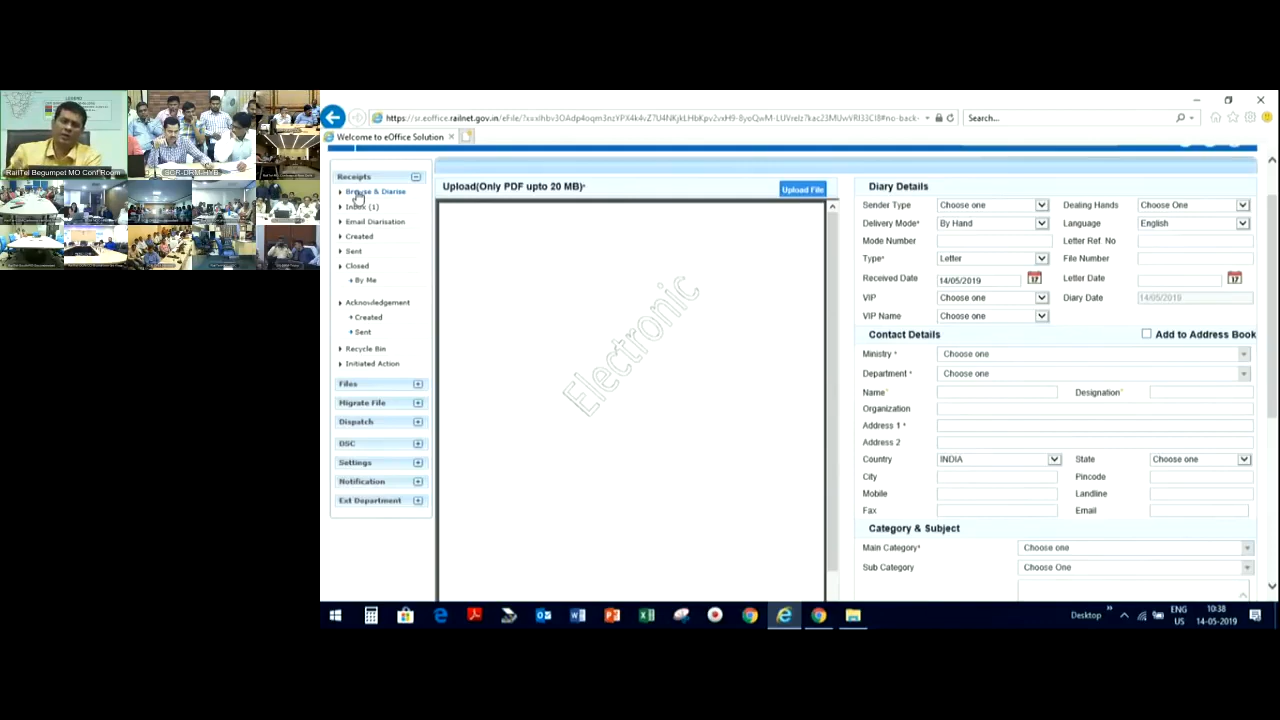 LEGEND
RailTel Begumpet MO Conf Room
SCR-DRM HYB
Search...
Welcome to eOffice Solution
Receipts
Browse & Diarise
Inbox (1)
Email Diarisation
Created
Sent
Closed
By Me
Acknowledgement
Created
Sent
Recycle Bin
Initiated Action
Files
Migrate File
Dispatch
DSC
Settings
Notification
Ext Department
Upload(Only PDF upto 20 MB)*
Upload File
Electronic
Diary Details
Sender Type Choose one Dealing Hands Choose One
Delivery Mode* By Hand Language English
Mode Number Letter Ref. No
Type* Letter File Number
Received Date 14/05/2019 Letter Date
VIP Choose one Diary Date 14/05/2019
VIP Name Choose one
Contact Details Add to Address Book
Ministry * Choose one
Department * Choose one
Name* Designation*
Organization
Address 1 *
Address 2
Country INDIA State Choose one
City Pincode
Mobile Landline
Fax Email
Category & Subject
Main Category* Choose one
Sub Category Choose One
Desktop ENG 10:38
US 14-05-2019